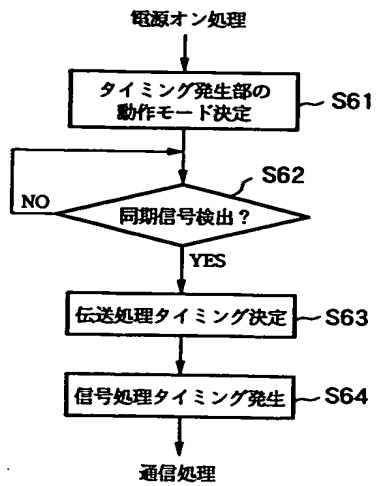 電源オン処理
タイミング発生部の
動作モード決定
S61
S62
同期信号検出?
NO
YES
伝送処理タイミング決定
S63
信号処理タイミング発生
S64
通信処理